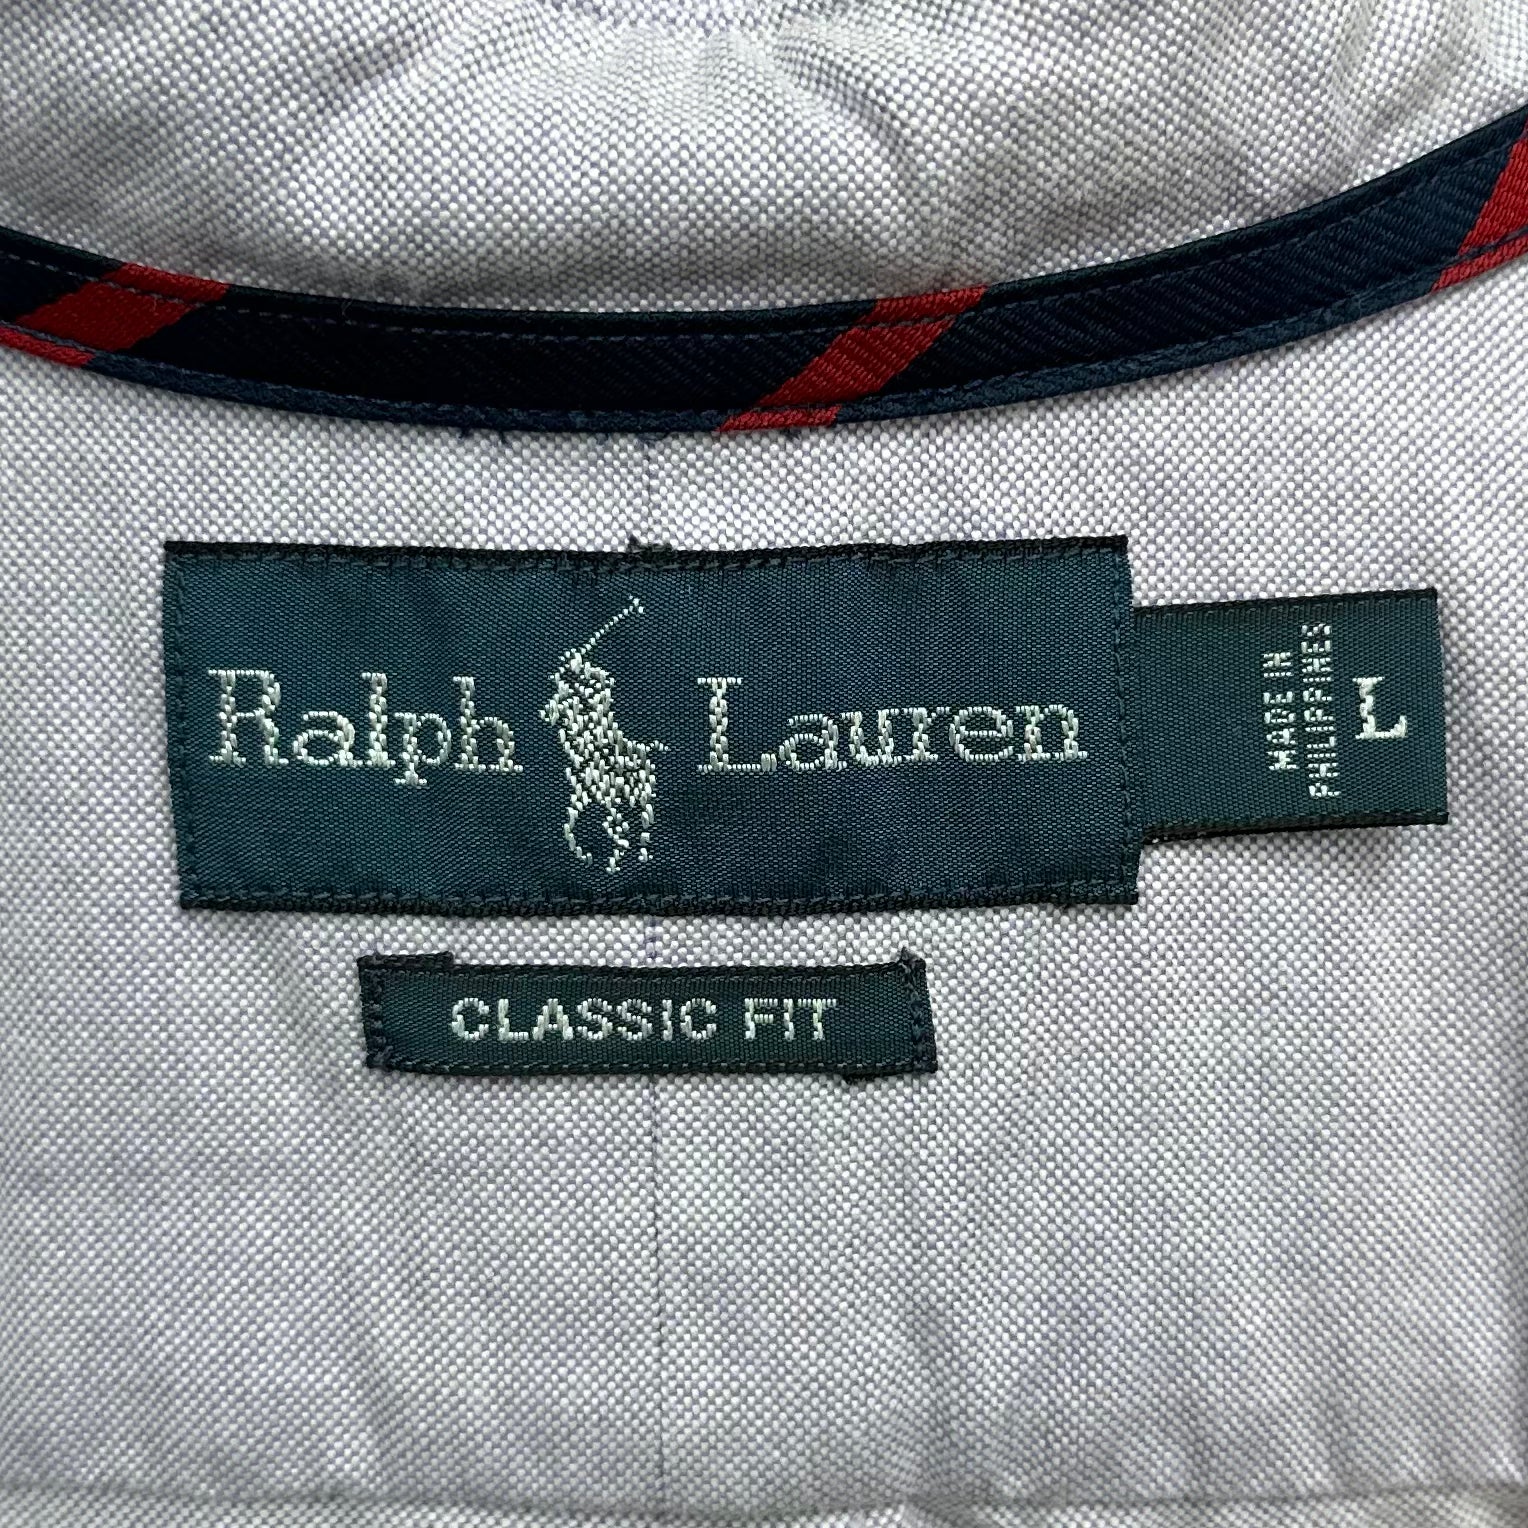 Ralph Lauren
MADE IN
PHILIPPINES
L
CLASSIC FIT